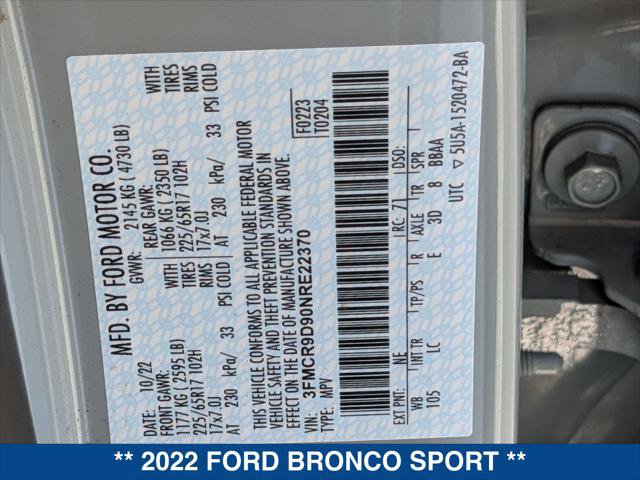 MFD. BY FORD MOTOR CO.
10/22
GVWR: 2145 KG ( 4730 LB)
FRONT GAWR:
1177 KG ( 2595 LB)
225/65R17 102H
17x7.0J
AT 230 kPa/ 33 PSI COLD
REAR GAWR:
1066 KG ( 2350 LB)
225/65R17 102H
17x7.0J
AT 230 kPa/ 33
WITH
TIRES
RIMS
PSI COLD
WITH
TIRES
RIMS
PSI COLD
THIS VEHICLE CONFORMS TO ALL APPLICABLE FEDERAL MOTOR
VEHICLE SAFETY AND THEFT PREVENTION STANDARDS IN
EFFECT ON THE DATE OF MANUFACTURE SHOWN ABOVE.
VIN: 3FMCR9D90NRE22370
TYPE: MPV
F0223
T0204
EXT PNT: NE RC: 71 DSO:
WB INT TR TP/PS R AXLE TR SPR
105 LC E 3D 8 BBAA
UTC ▽ 5U5A-1520472-BA
** 2022 FORD BRONCO SPORT **